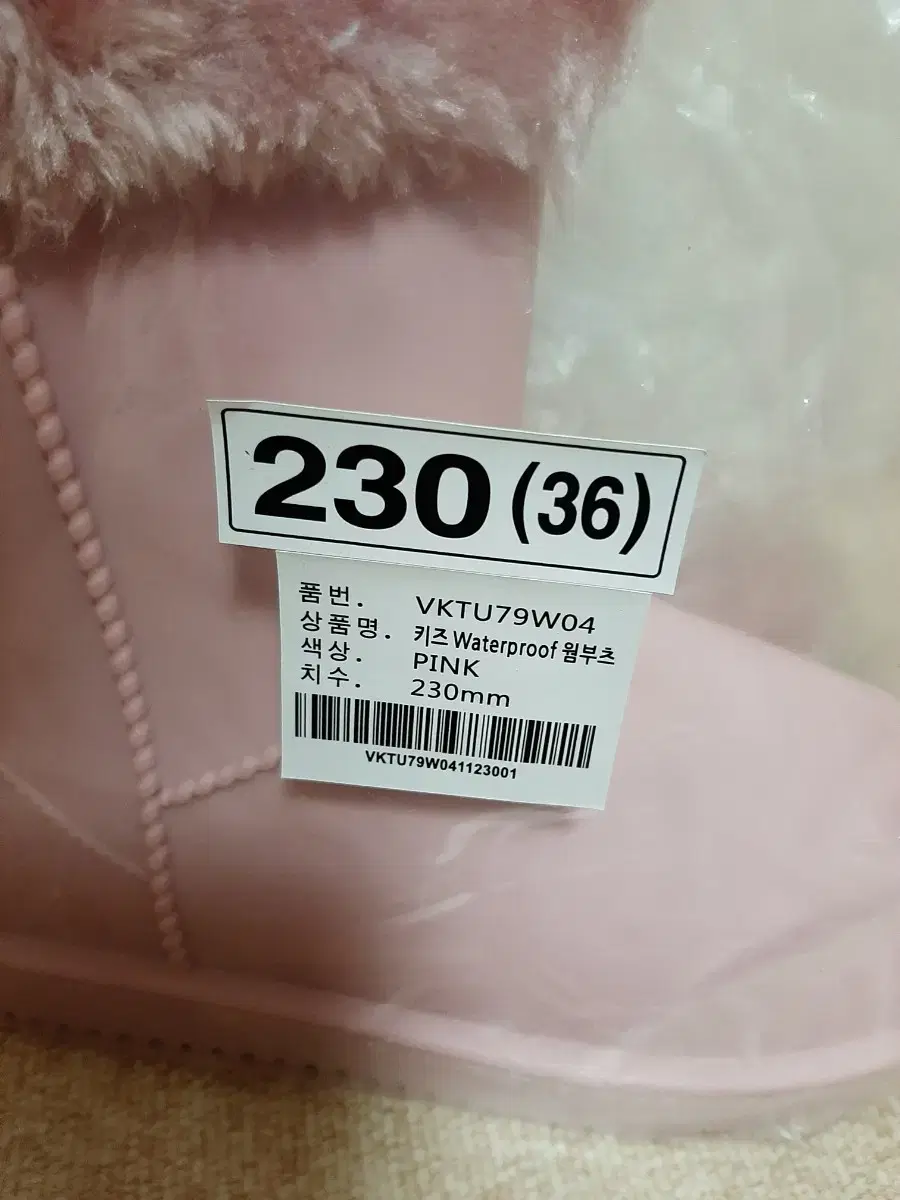 230 (36)
품번. VKTU79W04
상품명. 키즈 Waterproof 웜부츠
색상. PINK
치수. 230mm
VKTU79W041123001